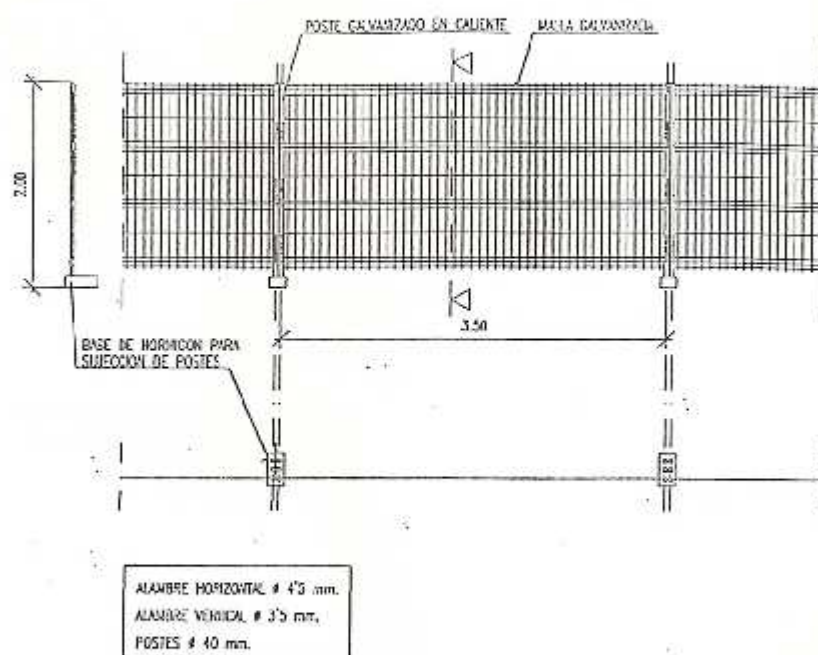 POSTE GALVANIZADO EN CALIENTE
MALLA GALVANIZADA
2.00
3.50
BASE DE HORMIGON PARA
SUJECCION DE POSTES
ALAMBRE HORIZONTAL ø 4'5 mm.
ALAMBRE VERTICAL ø 3'5 mm.
POSTES ø 40 mm.